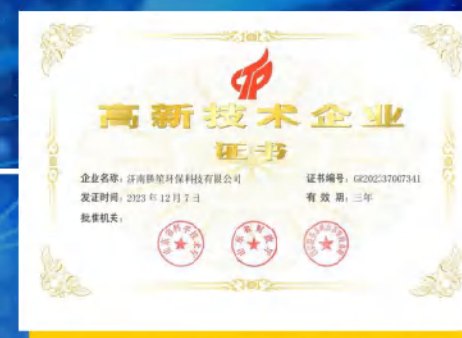 高新技术企业
证书
企业名称：济南腾笙环保科技有限公司
证书编号：GR202337007341
发证时间：2023年12月7日
有效期：三年
批准机关：